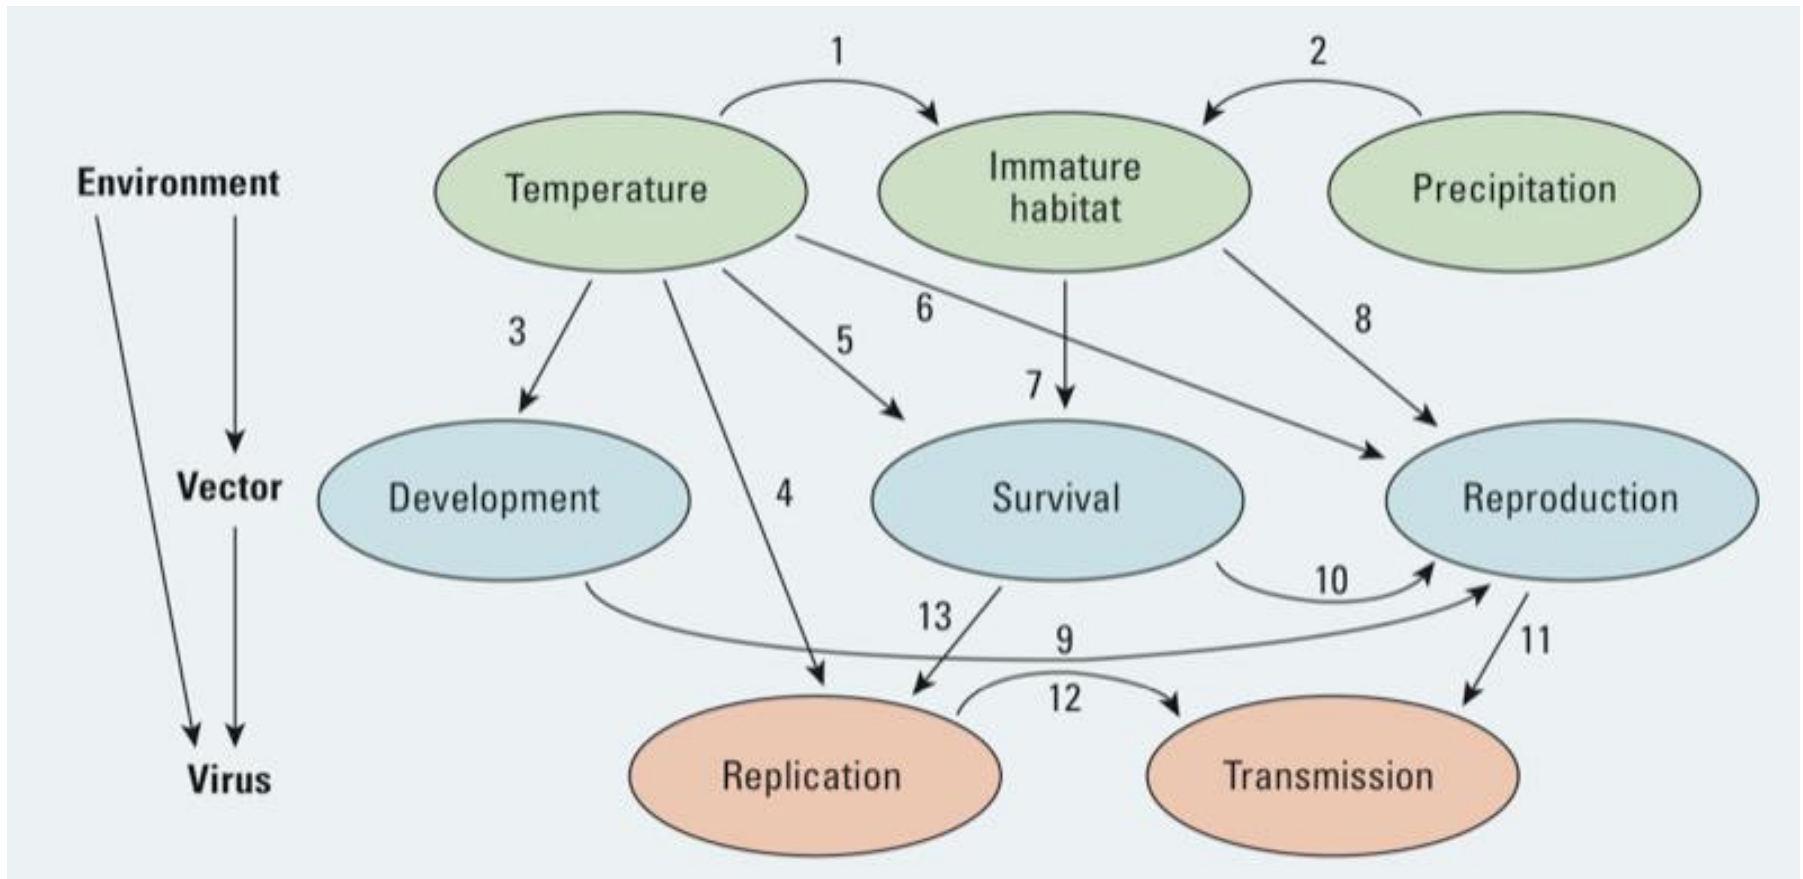 1
2
Environment
Temperature
Immature
habitat
Precipitation
3
5
6
7
8
Vector
Development
4
Survival
Reproduction
13
9
10
11
12
Virus
Replication
Transmission